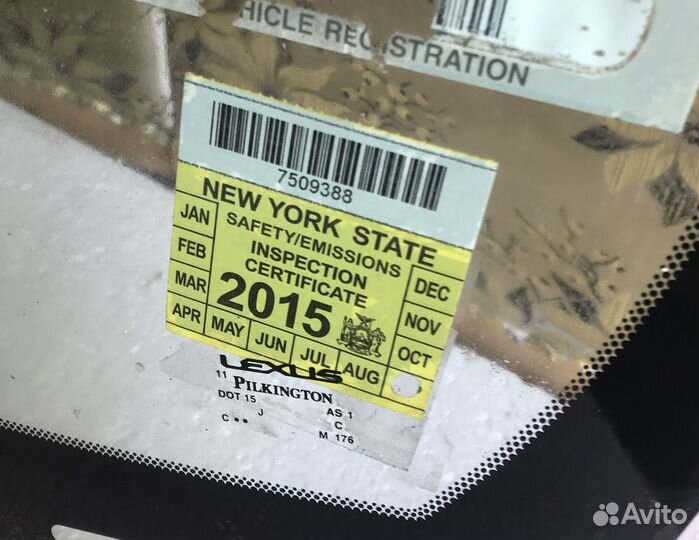 HICLE REGISTRATION
7509388
NEW YORK STATE
SAFETY/EMISSIONS
INSPECTION
CERTIFICATE
2015
JAN
FEB
MAR
APR
MAY
JUN
JUL
AUG
OCT
NOV
DEC
LEXUS
11 PILKINGTON
DOT 15 AS 1
J C
C •• M 176
Avito